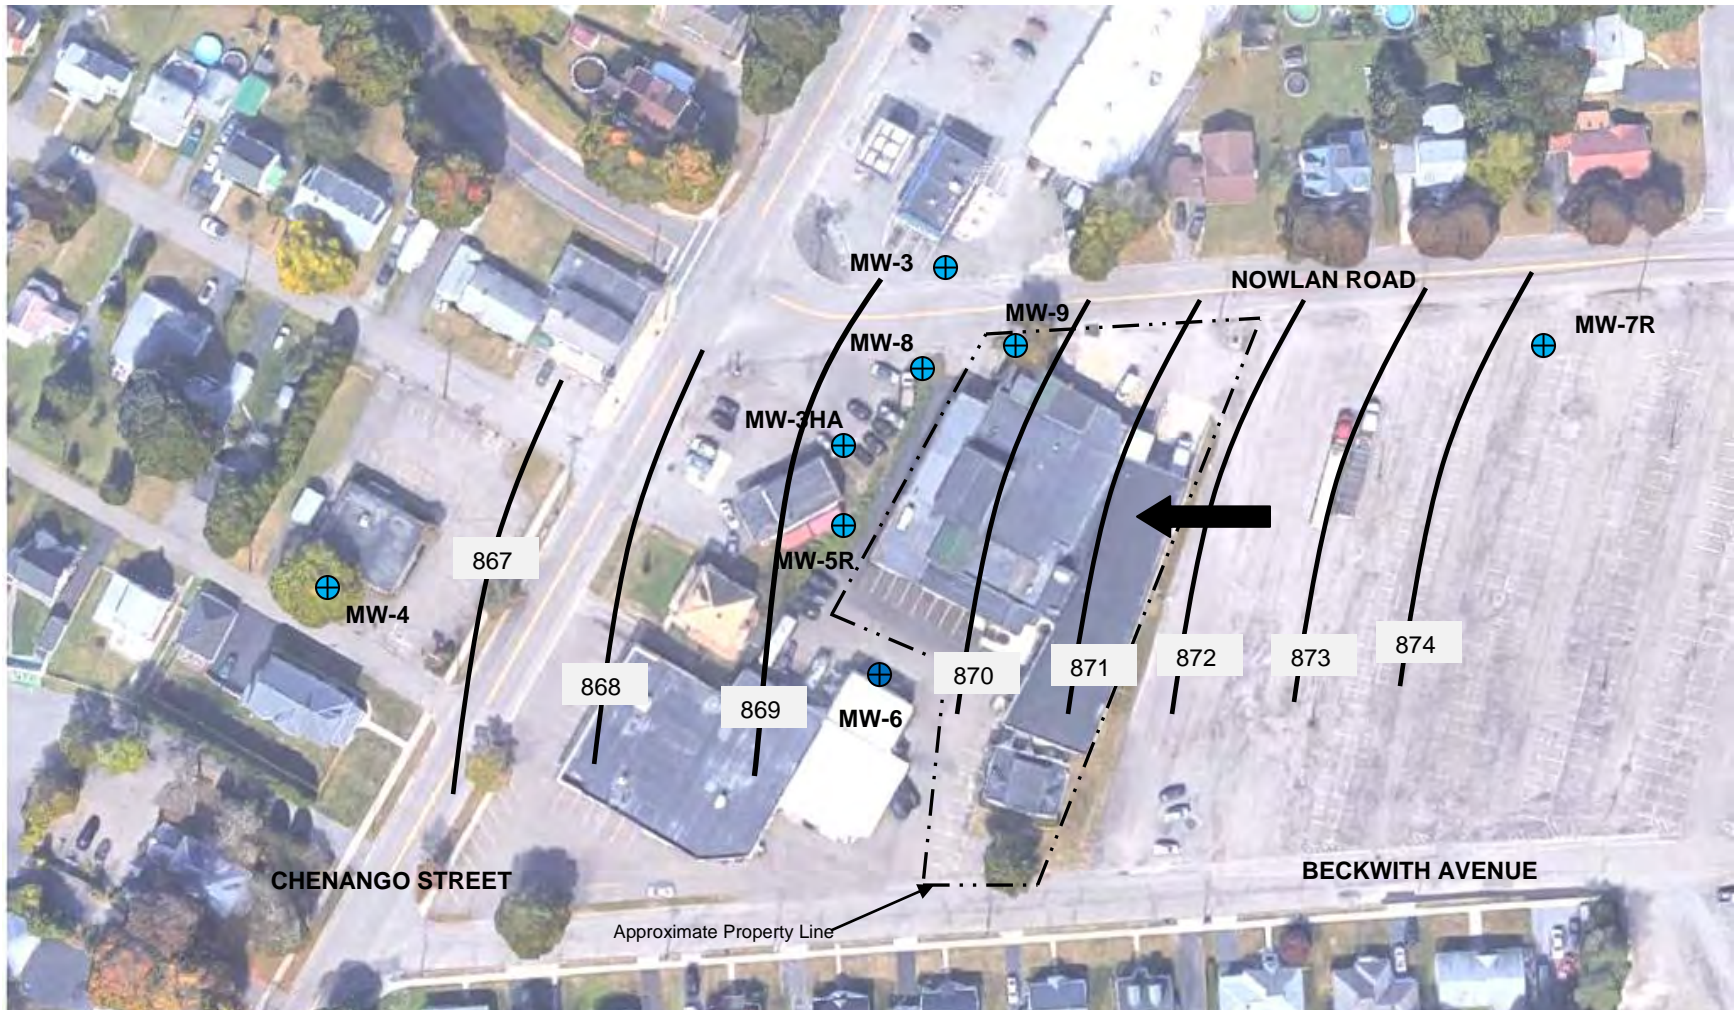 MW-3
NOWLAN ROAD
MW-9
MW-7R
MW-8
MW-3HA
867
MW-5R
MW-4
874
872
873
871
870
868
869
MW-6
BECKWITH AVENUE
CHENANGO STREET
Approximate Property Line